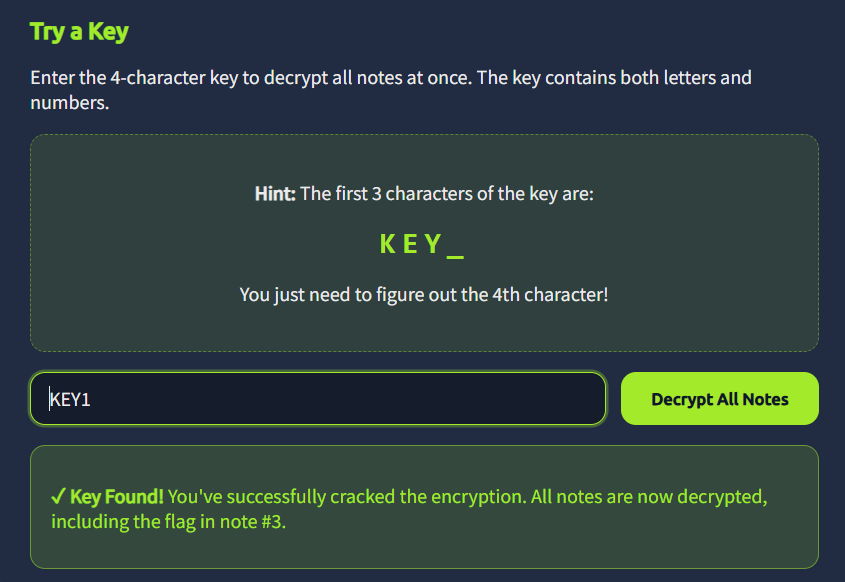 Try a Key
Enter the 4-character key to decrypt all notes at once. The key contains both letters and
numbers.
Hint: The first 3 characters of the key are:
KEY_
You just need to figure out the 4th character!
KEY1
Decrypt All Notes
✓ Key Found! You've successfully cracked the encryption. All notes are now decrypted,
including the flag in note #3.